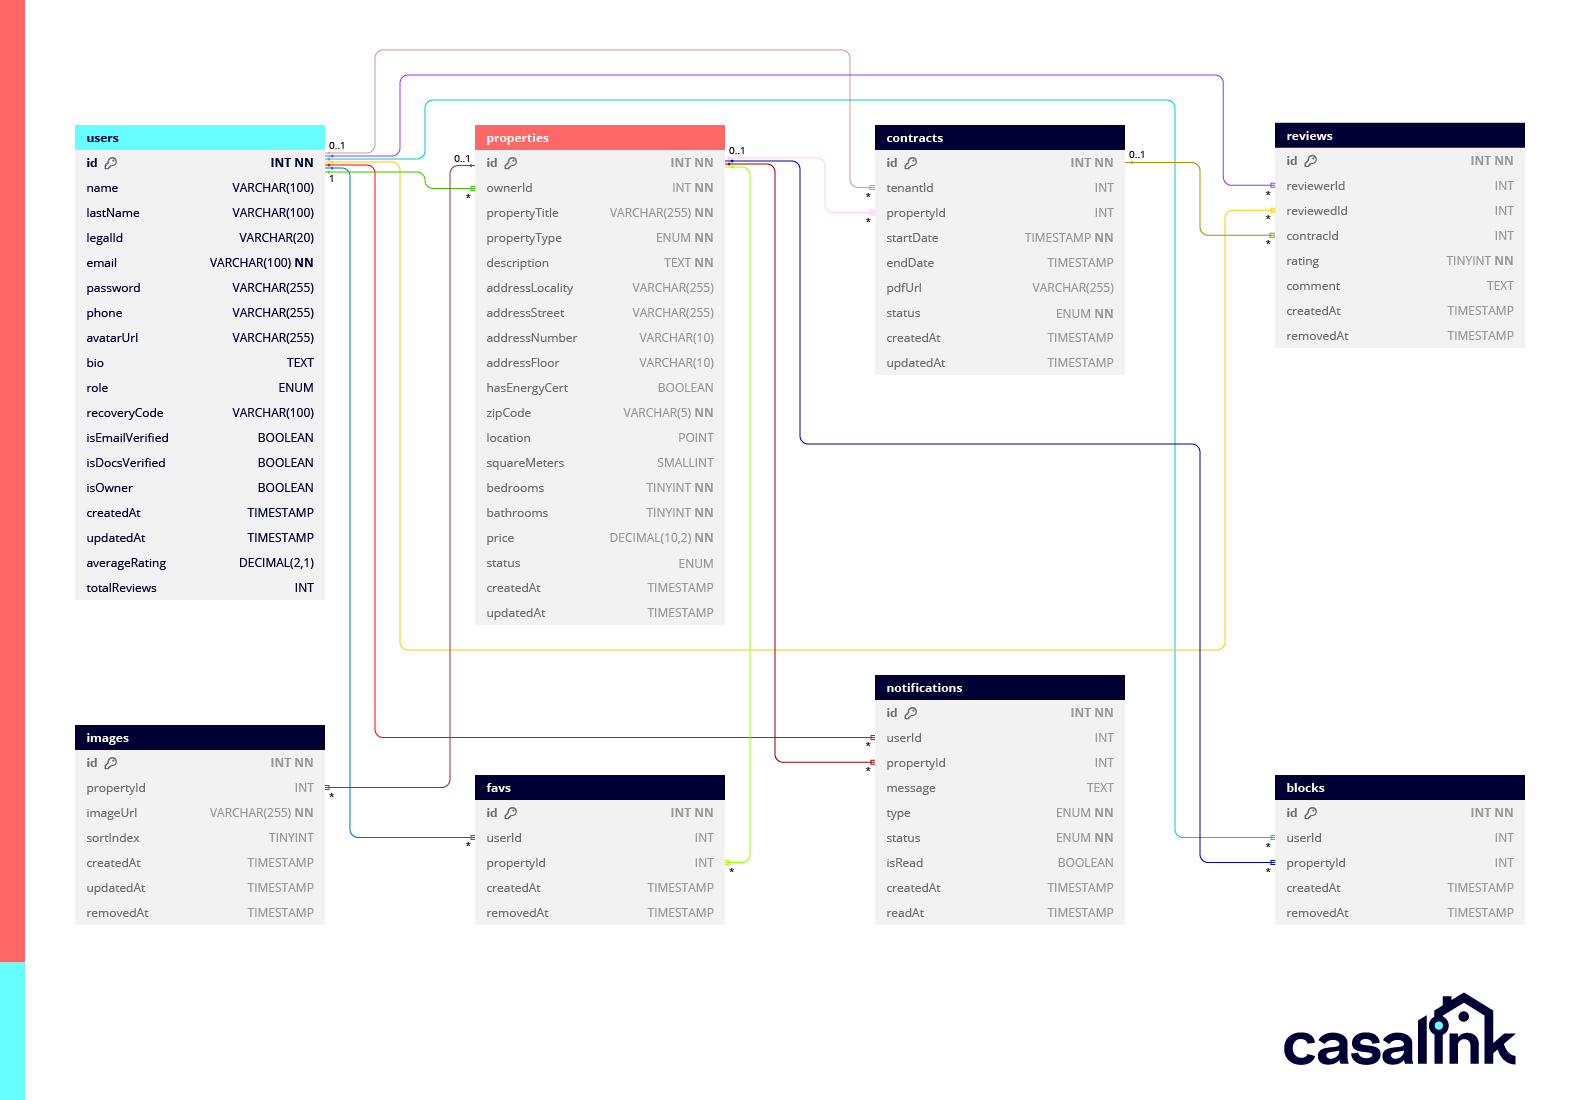 users
id INT NN
name VARCHAR(100)
lastName VARCHAR(100)
legalId VARCHAR(20)
email VARCHAR(100) NN
password VARCHAR(255)
phone VARCHAR(255)
avatarUrl VARCHAR(255)
bio TEXT
role ENUM
recoveryCode VARCHAR(100)
isEmailVerified BOOLEAN
isDocsVerified BOOLEAN
isOwner BOOLEAN
createdAt TIMESTAMP
updatedAt TIMESTAMP
averageRating DECIMAL(2,1)
totalReviews INT
0..1
1
0..1
*
properties
id INT NN
ownerId INT NN
propertyTitle VARCHAR(255) NN
propertyType ENUM NN
description TEXT NN
addressLocality VARCHAR(255)
addressStreet VARCHAR(255)
addressNumber VARCHAR(10)
addressFloor VARCHAR(10)
hasEnergyCert BOOLEAN
zipCode VARCHAR(5) NN
location POINT
squareMeters SMALLINT
bedrooms TINYINT NN
bathrooms TINYINT NN
price DECIMAL(10,2) NN
status ENUM
createdAt TIMESTAMP
updatedAt TIMESTAMP
0..1
*
*
contracts
id INT NN
tenantId INT
propertyId INT
startDate TIMESTAMP NN
endDate TIMESTAMP
pdfUrl VARCHAR(255)
status ENUM NN
createdAt TIMESTAMP
updatedAt TIMESTAMP
0..1
*
*
*
reviews
id INT NN
reviewerId INT
reviewedId INT
contracId INT
rating TINYINT NN
comment TEXT
createdAt TIMESTAMP
removedAt TIMESTAMP
images
id INT NN
propertyId INT
imageUrl VARCHAR(255) NN
sortIndex TINYINT
createdAt TIMESTAMP
updatedAt TIMESTAMP
removedAt TIMESTAMP
*
*
favs
id INT NN
userId INT
propertyId INT
createdAt TIMESTAMP
removedAt TIMESTAMP
*
*
*
notifications
id INT NN
userId INT
propertyId INT
message TEXT
type ENUM NN
status ENUM NN
isRead BOOLEAN
createdAt TIMESTAMP
readAt TIMESTAMP
*
*
blocks
id INT NN
userId INT
propertyId INT
createdAt TIMESTAMP
removedAt TIMESTAMP
casalink